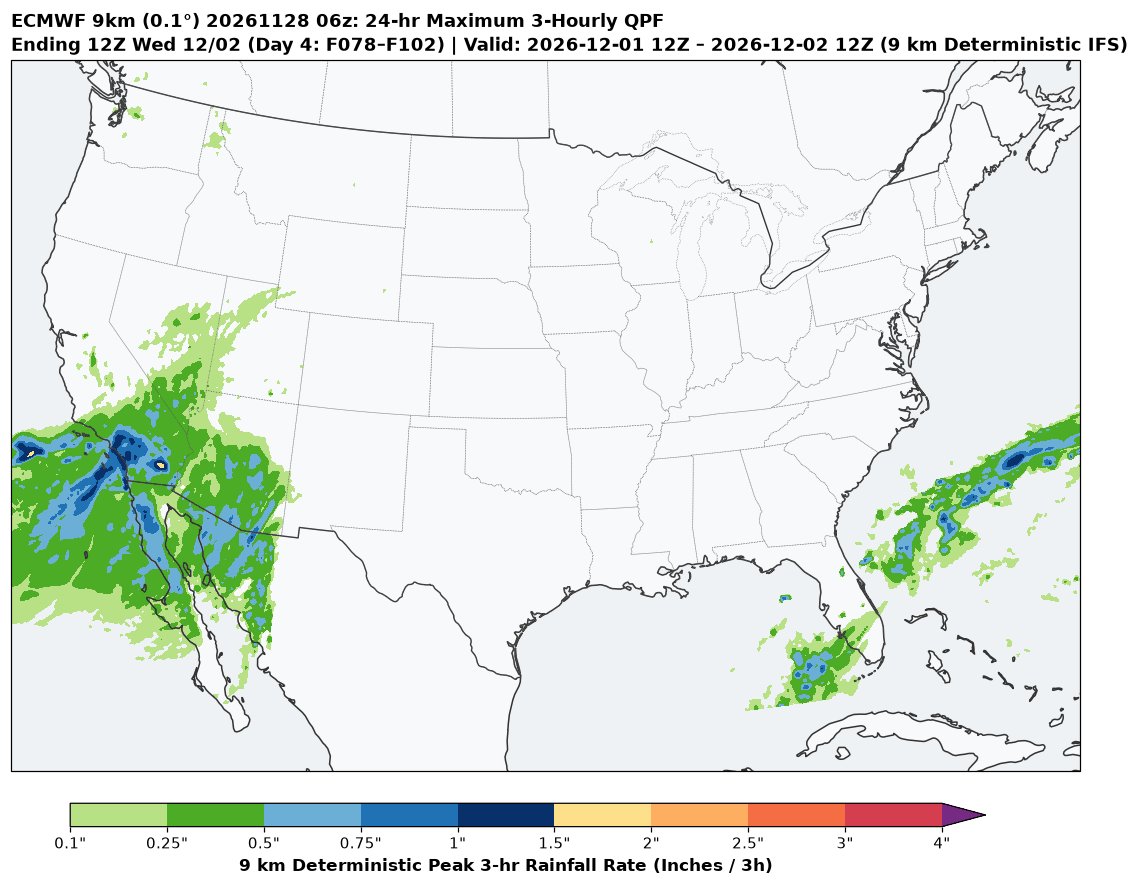 ECMWF 9km (0.1°) 20261128 06z: 24-hr Maximum 3-Hourly QPF
Ending 12Z Wed 12/02 (Day 4: F078–F102) | Valid: 2026-12-01 12Z – 2026-12-02 12Z (9 km Deterministic IFS)
0.1" 0.25" 0.5" 0.75" 1" 1.5" 2" 2.5" 3" 4"
9 km Deterministic Peak 3-hr Rainfall Rate (Inches / 3h)